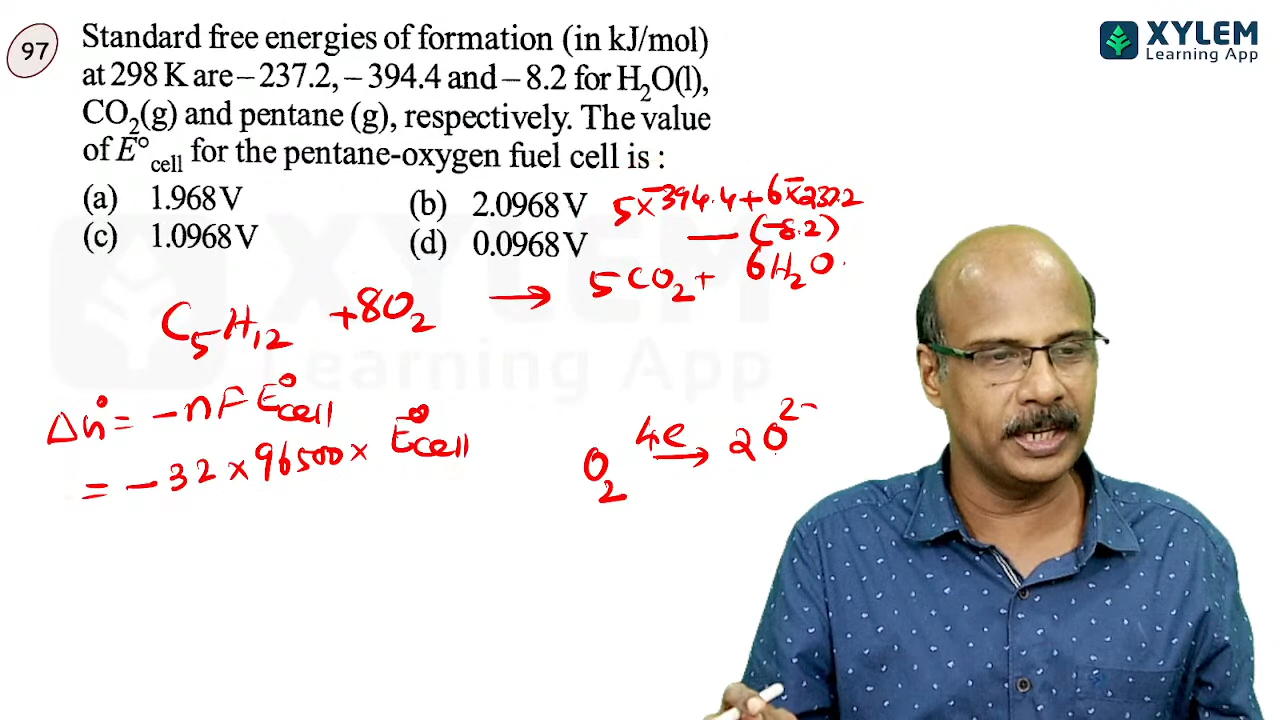 97
Standard free energies of formation (in kJ/mol)
at 298 K are – 237.2, – 394.4 and – 8.2 for H₂O(l),
CO₂(g) and pentane (g), respectively. The value
of E°cell for the pentane-oxygen fuel cell is :
(a) 1.968 V (b) 2.0968 V
(c) 1.0968 V (d) 0.0968 V
XYLEM
Learning App
5×−394.4+6×−237.2
— (−8.2)
C₅H₁₂ +8O₂ → 5CO₂+ 6H₂O
ΔG°= −nFE°cell
= −32×96500× E°cell
O₂ 4e → 2O²⁻
XYLEM
Learning App